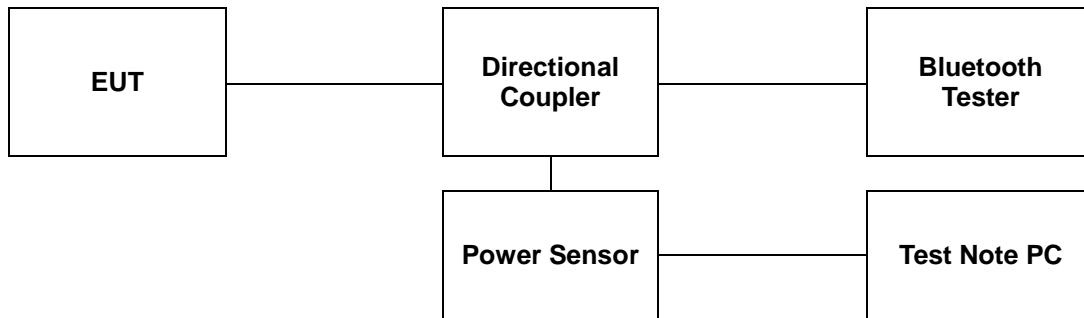 EUT
Directional
Coupler
Bluetooth
Tester
Power Sensor
Test Note PC